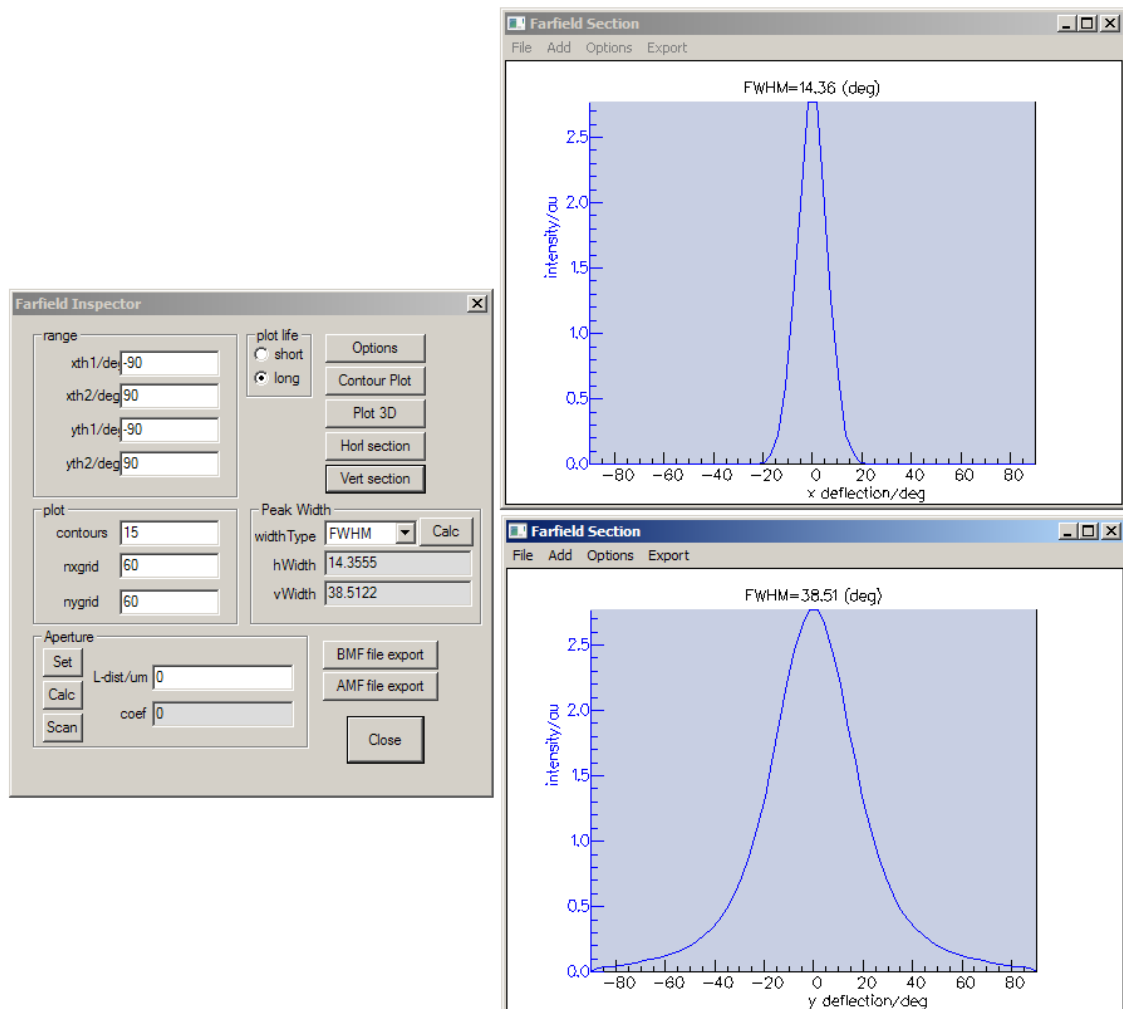 Farfield Section
File Add Options Export
FWHM=14.36 (deg)
intensity/au
2.5
2.0
1.5
1.0
0.5
0.0
-80 -60 -40 -20 0 20 40 60 80
x deflection/deg
Farfield Inspector
range
xth1/deg -90
xth2/deg 90
yth1/deg -90
yth2/deg 90
plot life
short
long
Options
Contour Plot
Plot 3D
Horl section
Vert section
plot
contours 15
nxgrid 60
nygrid 60
Peak Width
widthType FWHM Calc
hWidth 14.3555
vWidth 38.5122
Aperture
Set
Calc
Scan
L-dist/um 0
coef 0
BMF file export
AMF file export
Close
Farfield Section
File Add Options Export
FWHM=38.51 (deg)
intensity/au
2.5
2.0
1.5
1.0
0.5
0.0
-80 -60 -40 -20 0 20 40 60 80
y deflection/deg